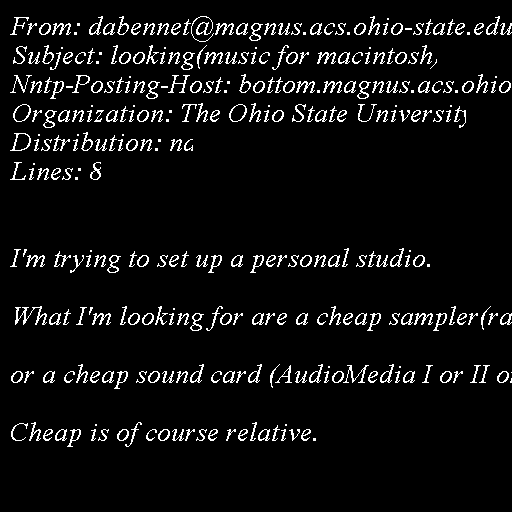 From: dabennet@magnus.acs.ohio-state.edu
Subject: looking(music for macintosh)
Nntp-Posting-Host: bottom.magnus.acs.ohio
Organization: The Ohio State University
Distribution: na
Lines: 8
I'm trying to set up a personal studio.
What I'm looking for are a cheap sampler(ra
or a cheap sound card (AudioMedia I or II o
Cheap is of course relative.